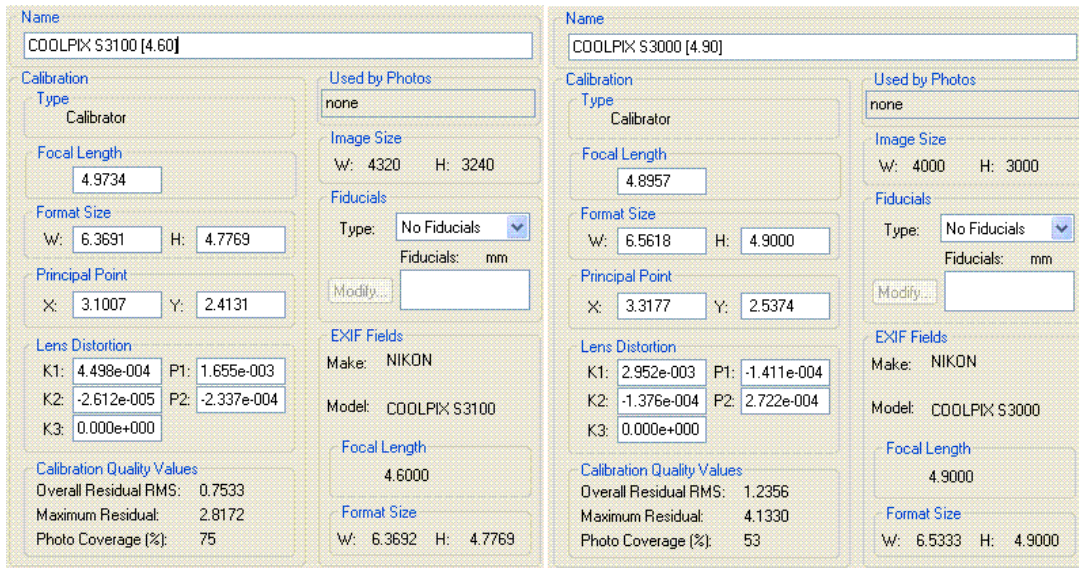 Name
COOLPIX S3100 [4.60]
Calibration
Type
Calibrator
Focal Length
4.9734
Format Size
W: 6.3691 H: 4.7769
Principal Point
X: 3.1007 Y: 2.4131
Lens Distortion
K1: 4.498e-004 P1: 1.655e-003
K2: -2.612e-005 P2: -2.337e-004
K3: 0.000e+000
Calibration Quality Values
Overall Residual RMS: 0.7533
Maximum Residual: 2.8172
Photo Coverage (%): 75
Used by Photos
none
Image Size
W: 4320 H: 3240
Fiducials
Type: No Fiducials
Fiducials: mm
Modify...
EXIF Fields
Make: NIKON
Model: COOLPIX S3100
Focal Length
4.6000
Format Size
W: 6.3692 H: 4.7769
Name
COOLPIX S3000 [4.90]
Calibration
Type
Calibrator
Focal Length
4.8957
Format Size
W: 6.5618 H: 4.9000
Principal Point
X: 3.3177 Y: 2.5374
Lens Distortion
K1: 2.952e-003 P1: -1.411e-004
K2: -1.376e-004 P2: 2.722e-004
K3: 0.000e+000
Calibration Quality Values
Overall Residual RMS: 1.2356
Maximum Residual: 4.1330
Photo Coverage (%): 53
Used by Photos
none
Image Size
W: 4000 H: 3000
Fiducials
Type: No Fiducials
Fiducials: mm
Modify...
EXIF Fields
Make: NIKON
Model: COOLPIX S3000
Focal Length
4.9000
Format Size
W: 6.5333 H: 4.9000